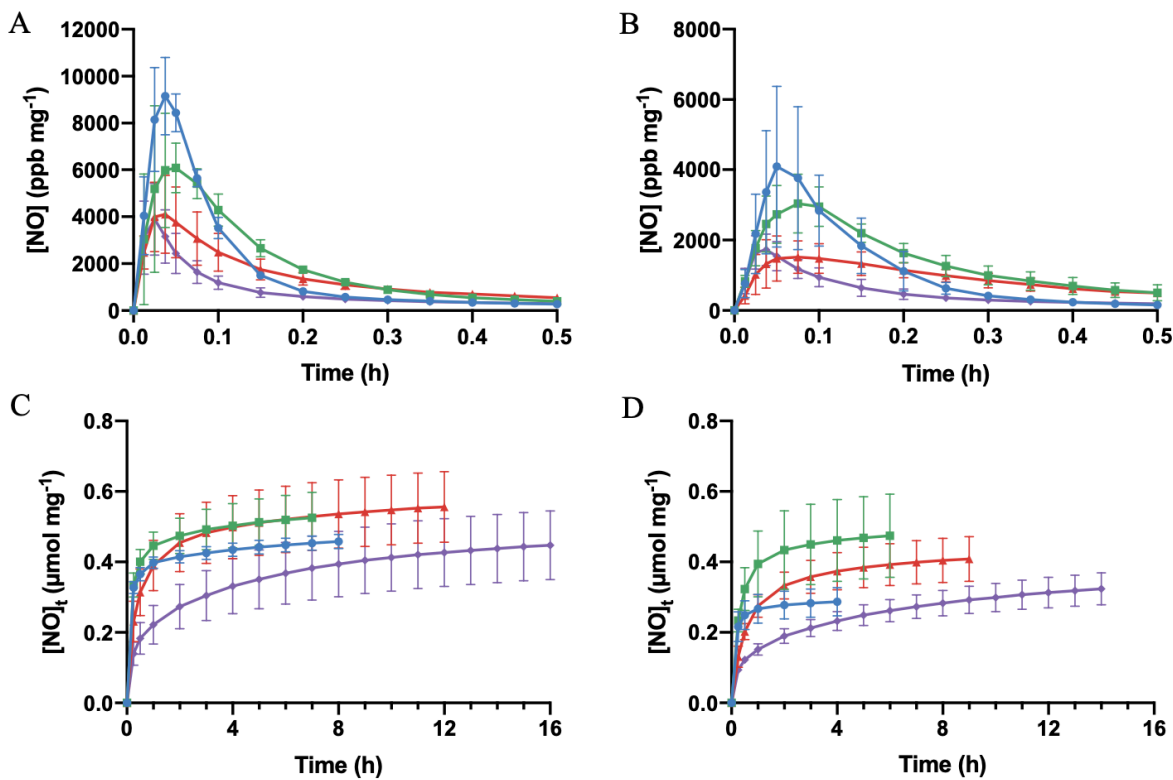 A
12000
10000
8000
6000
4000
2000
0
[NO] (ppb mg⁻¹)
0.0 0.1 0.2 0.3 0.4 0.5
Time (h)
B
8000
6000
4000
2000
0
[NO] (ppb mg⁻¹)
0.0 0.1 0.2 0.3 0.4 0.5
Time (h)
C
0.8
0.6
0.4
0.2
0.0
[NO]ₜ (μmol mg⁻¹)
0 4 8 12 16
Time (h)
D
0.8
0.6
0.4
0.2
0.0
[NO]ₜ (μmol mg⁻¹)
0 4 8 12 16
Time (h)